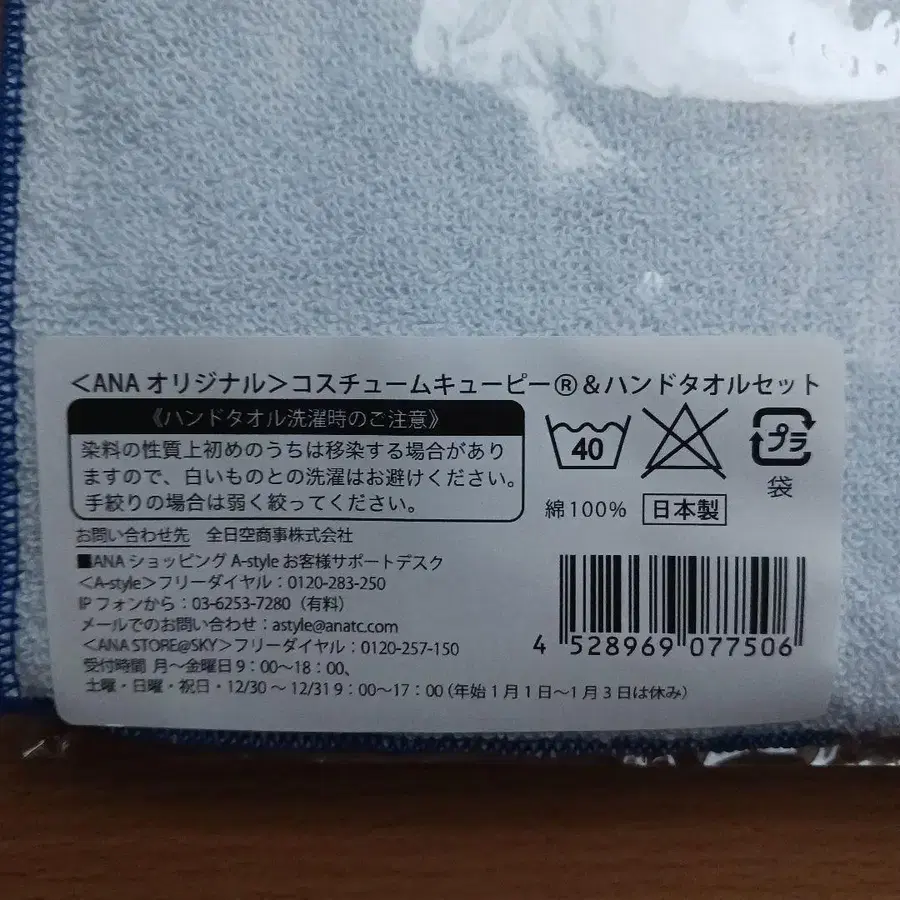 ＜ANA オリジナル＞コスチュームキューピー®＆ハンドタオルセット
《ハンドタオル洗濯時のご注意》
染料の性質上初めのうちは移染する場合があり
ますので、白いものとの洗濯はお避けください。
手絞りの場合は弱く絞ってください。
40
プラ
袋
綿100%
日本製
お問い合わせ先 全日空商事株式会社
■ANA ショッピング A-style お客様サポートデスク
＜A-style＞フリーダイヤル：0120-283-250
IP フォンから：03-6253-7280（有料）
メールでのお問い合わせ：astyle@anatc.com
＜ANA STORE@SKY＞フリーダイヤル：0120-257-150
受付時間 月～金曜日 9：00～18：00、
土曜・日曜・祝日・12/30 ～ 12/31 9：00～17：00（年始 1 月 1 日～1 月 3 日は休み）
4 528969 077506